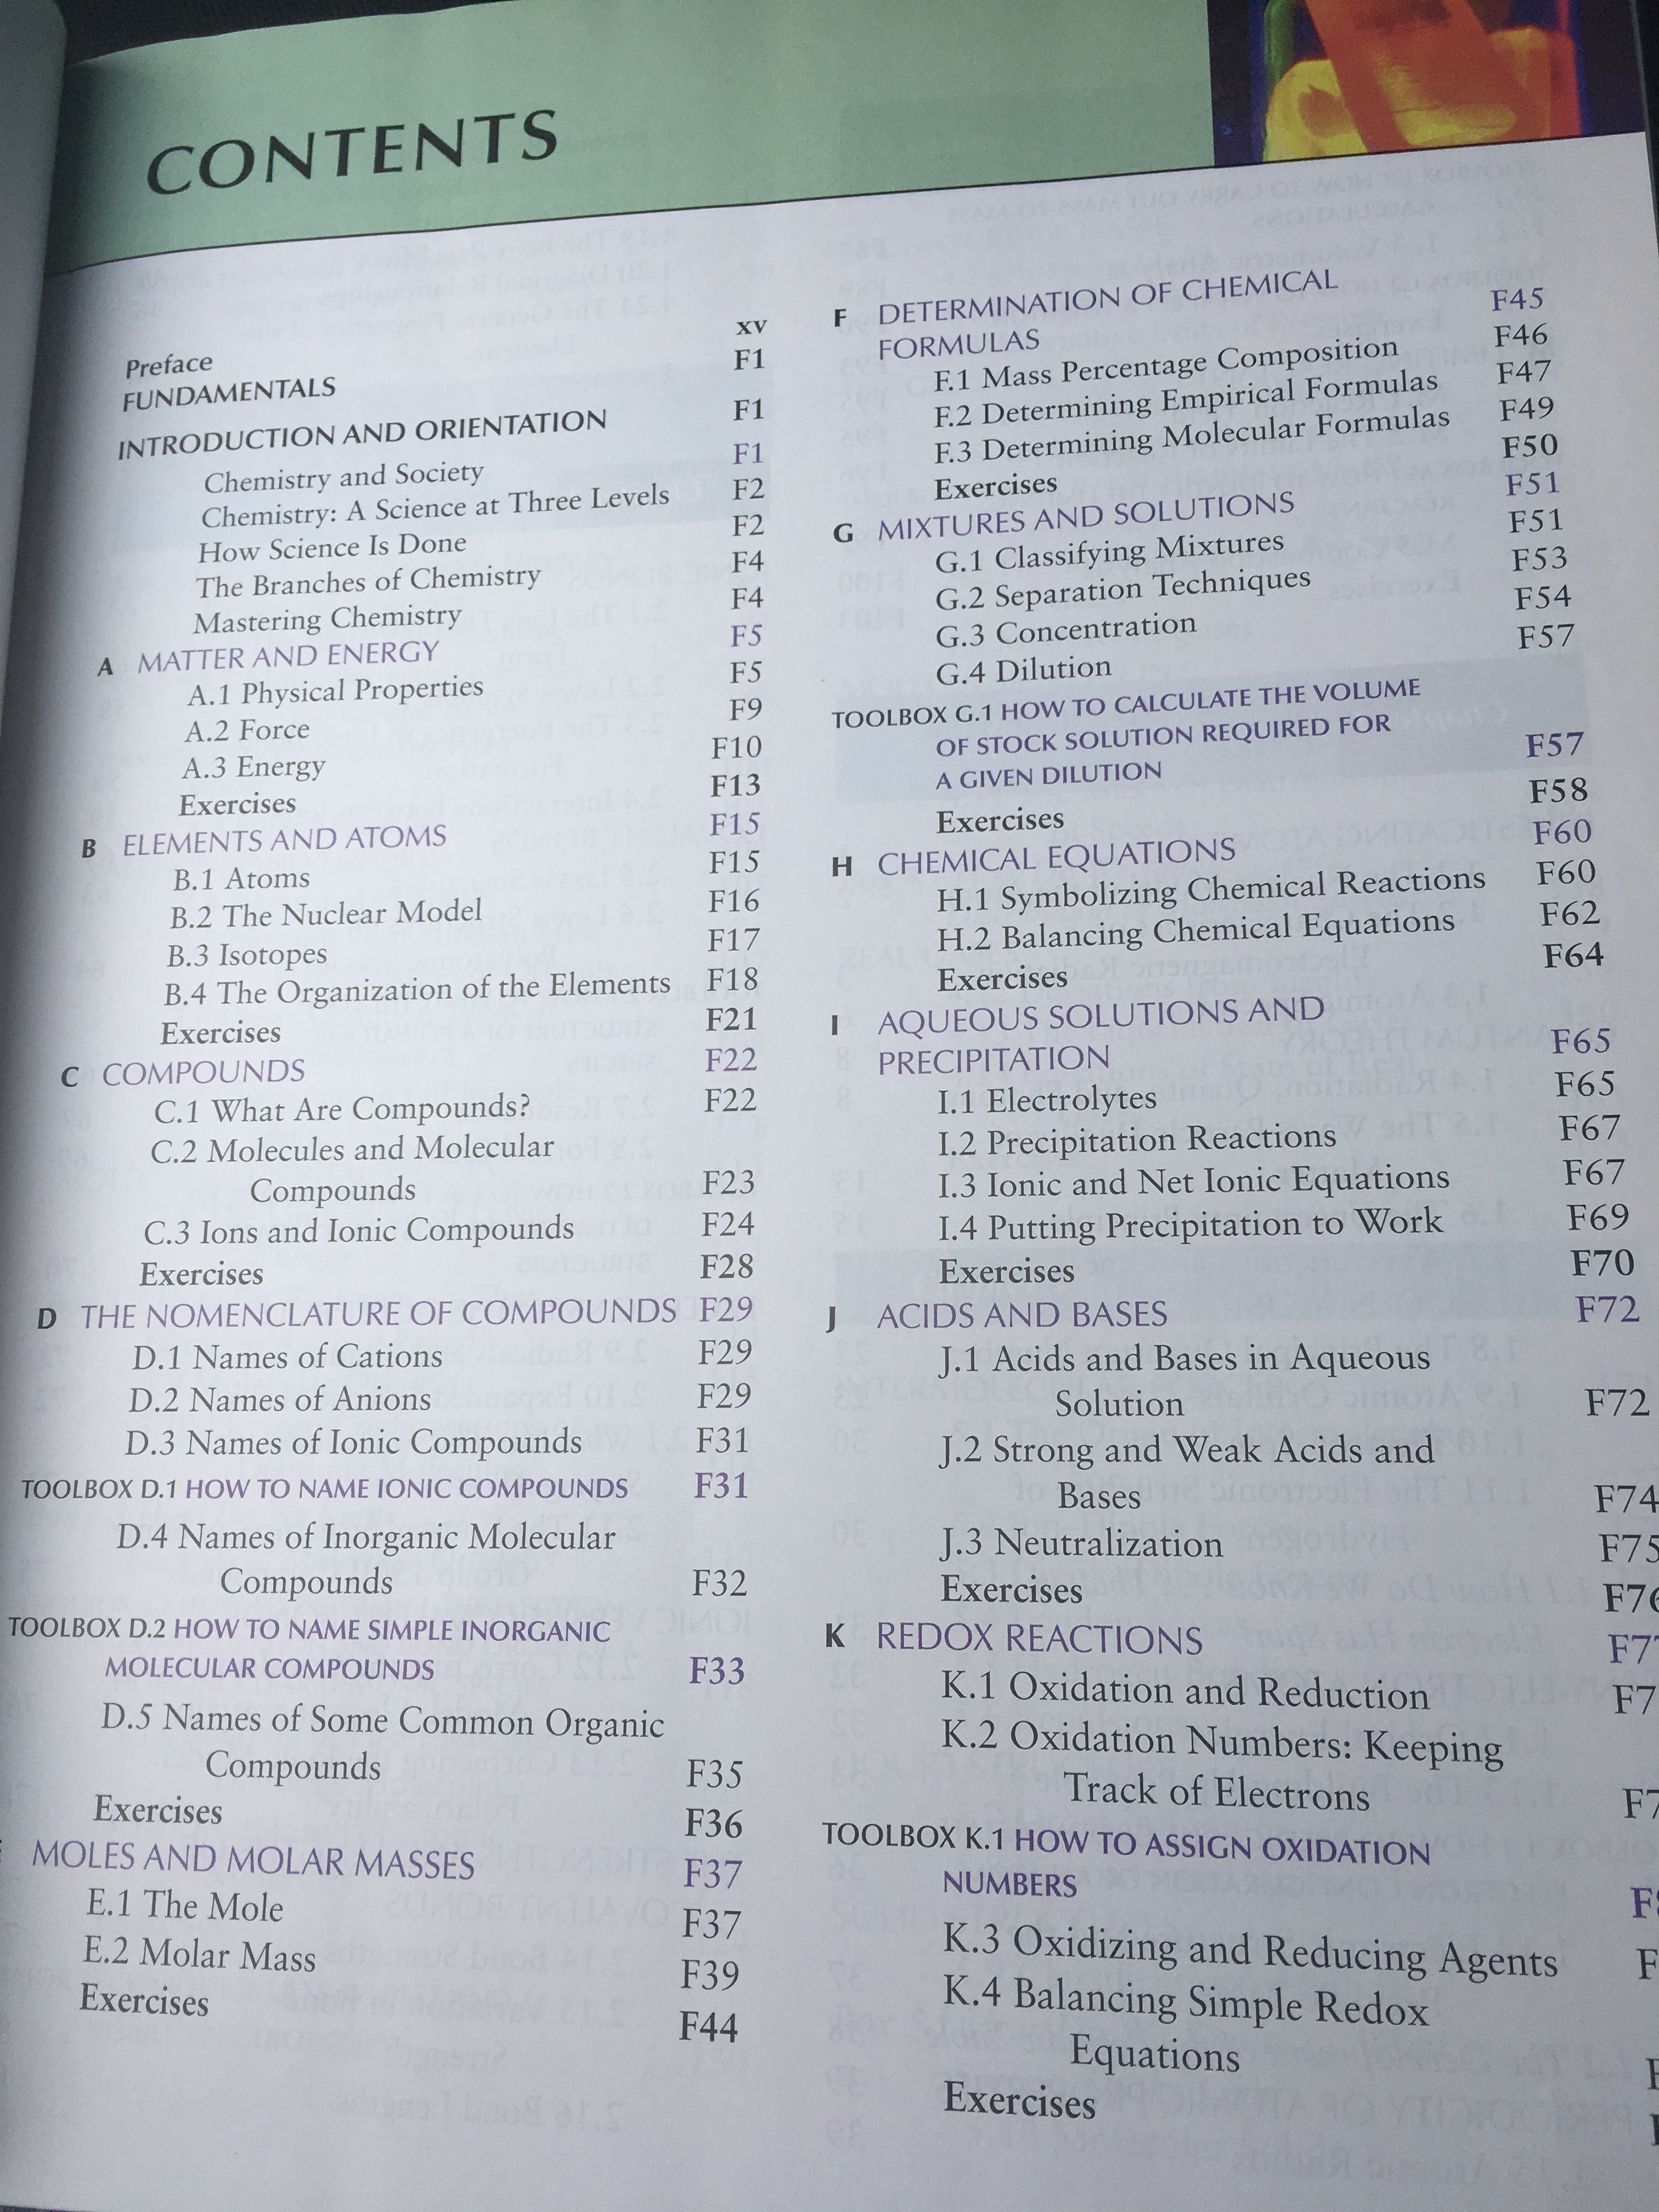 CONTENTS
Preface xv
FUNDAMENTALS F1
INTRODUCTION AND ORIENTATION F1
Chemistry and Society F1
Chemistry: A Science at Three Levels F2
How Science Is Done F2
The Branches of Chemistry F4
Mastering Chemistry F4
A MATTER AND ENERGY F5
A.1 Physical Properties F5
A.2 Force F9
A.3 Energy F10
Exercises F13
B ELEMENTS AND ATOMS F15
B.1 Atoms F15
B.2 The Nuclear Model F16
B.3 Isotopes F17
B.4 The Organization of the Elements F18
Exercises F21
C COMPOUNDS F22
C.1 What Are Compounds? F22
C.2 Molecules and Molecular
Compounds F23
C.3 Ions and Ionic Compounds F24
Exercises F28
D THE NOMENCLATURE OF COMPOUNDS F29
D.1 Names of Cations F29
D.2 Names of Anions F29
D.3 Names of Ionic Compounds F31
TOOLBOX D.1 HOW TO NAME IONIC COMPOUNDS F31
D.4 Names of Inorganic Molecular
Compounds F32
TOOLBOX D.2 HOW TO NAME SIMPLE INORGANIC
MOLECULAR COMPOUNDS F33
D.5 Names of Some Common Organic
Compounds F35
Exercises F36
MOLES AND MOLAR MASSES F37
E.1 The Mole F37
E.2 Molar Mass F39
Exercises F44
F DETERMINATION OF CHEMICAL
FORMULAS F45
F.1 Mass Percentage Composition F46
F.2 Determining Empirical Formulas F47
F.3 Determining Molecular Formulas F49
Exercises F50
G MIXTURES AND SOLUTIONS F51
G.1 Classifying Mixtures F51
G.2 Separation Techniques F53
G.3 Concentration F54
G.4 Dilution F57
TOOLBOX G.1 HOW TO CALCULATE THE VOLUME
OF STOCK SOLUTION REQUIRED FOR
A GIVEN DILUTION F57
Exercises F58
H CHEMICAL EQUATIONS F60
H.1 Symbolizing Chemical Reactions F60
H.2 Balancing Chemical Equations F62
Exercises F64
I AQUEOUS SOLUTIONS AND
PRECIPITATION F65
I.1 Electrolytes F65
I.2 Precipitation Reactions F67
I.3 Ionic and Net Ionic Equations F67
I.4 Putting Precipitation to Work F69
Exercises F70
J ACIDS AND BASES F72
J.1 Acids and Bases in Aqueous
Solution F72
J.2 Strong and Weak Acids and
Bases F74
J.3 Neutralization F75
Exercises
K REDOX REACTIONS
K.1 Oxidation and Reduction
K.2 Oxidation Numbers: Keeping
Track of Electrons
TOOLBOX K.1 HOW TO ASSIGN OXIDATION
NUMBERS
K.3 Oxidizing and Reducing Agents
K.4 Balancing Simple Redox
Equations
Exercises